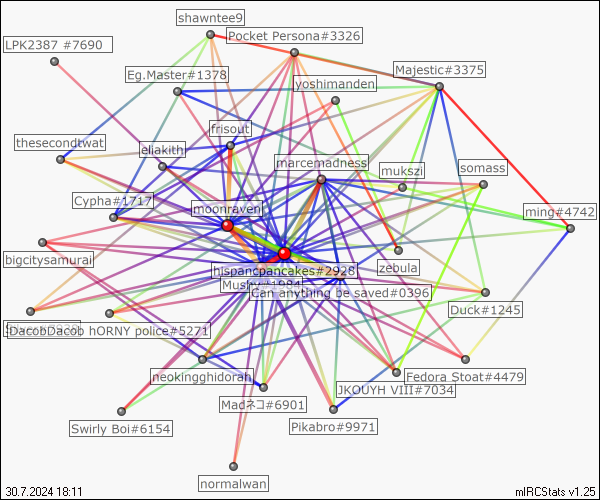 shawntee9
LPK2387 #7690
Pocket Persona#3326
Eg.Master#1378
Majestic#3375
yoshimanden
frisout
thesecondtwat
eliakith
marcemadness
mukszi
somass
Cypha#1717
moonraven
ming#4742
bigcitysamurai
hispancpancakes#2928
zebula
Can anything be saved#0396
Duck#1245
DacobDacob hORNY police#5271
neokingghidorah
Fedora Stoat#4479
JKOUYH VIII#7034
Madネコ#6901
Swirly Boi#6154
Pikabro#9971
normalwan
30.7.2024 18:11
mIRCStats v1.25